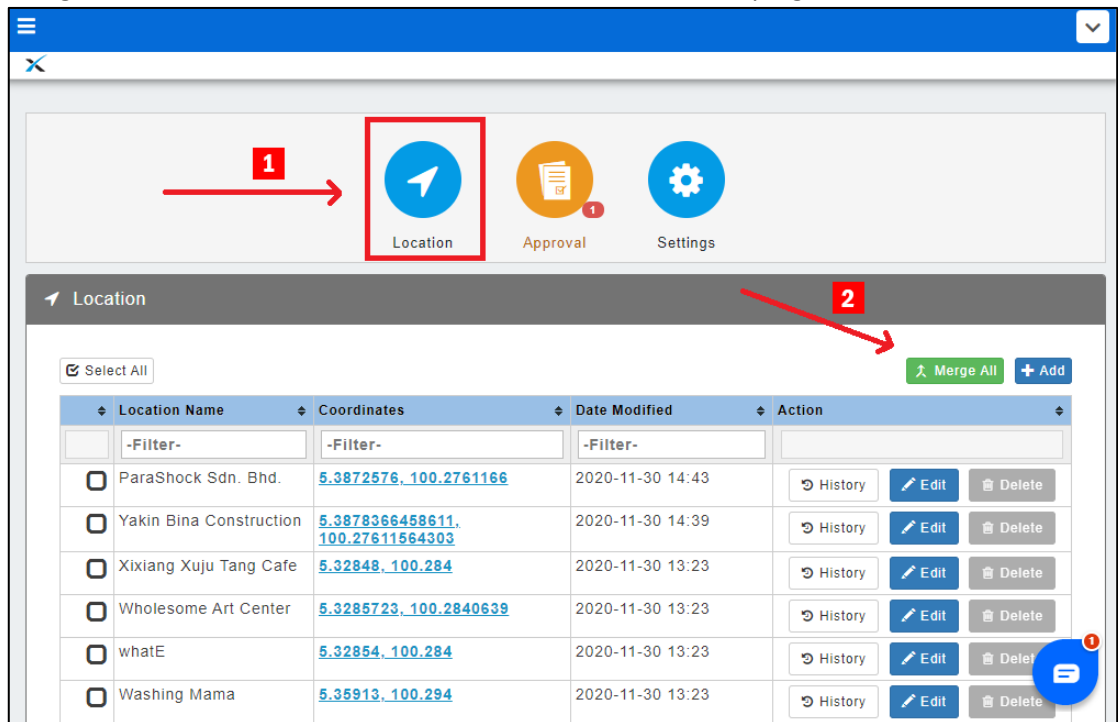 1
Location
Approval
1
Settings
Location
2
Select All
Merge All
Add
Location Name
Coordinates
Date Modified
Action
-Filter-
-Filter-
-Filter-
ParaShock Sdn. Bhd. 5.3872576, 100.2761166 2020-11-30 14:43 History Edit Delete
Yakin Bina Construction 5.3878366458611, 2020-11-30 14:39 History Edit Delete
100.27611564303
Xixiang Xuju Tang Cafe 5.32848, 100.284 2020-11-30 13:23 History Edit Delete
Wholesome Art Center 5.3285723, 100.2840639 2020-11-30 13:23 History Edit Delete
whatE 5.32854, 100.284 2020-11-30 13:23 History Edit Delet
1
Washing Mama 5.35913, 100.294 2020-11-30 13:23 History Edit Delete